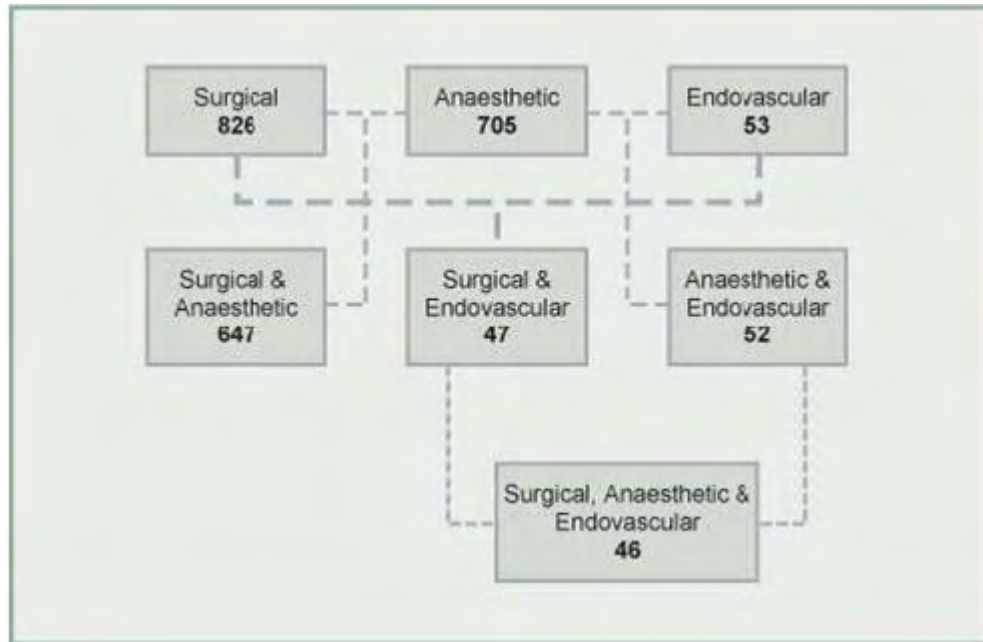 Surgical
826
Anaesthetic
705
Endovascular
53
Surgical &
Anaesthetic
647
Surgical &
Endovascular
47
Anaesthetic &
Endovascular
52
Surgical, Anaesthetic &
Endovascular
46